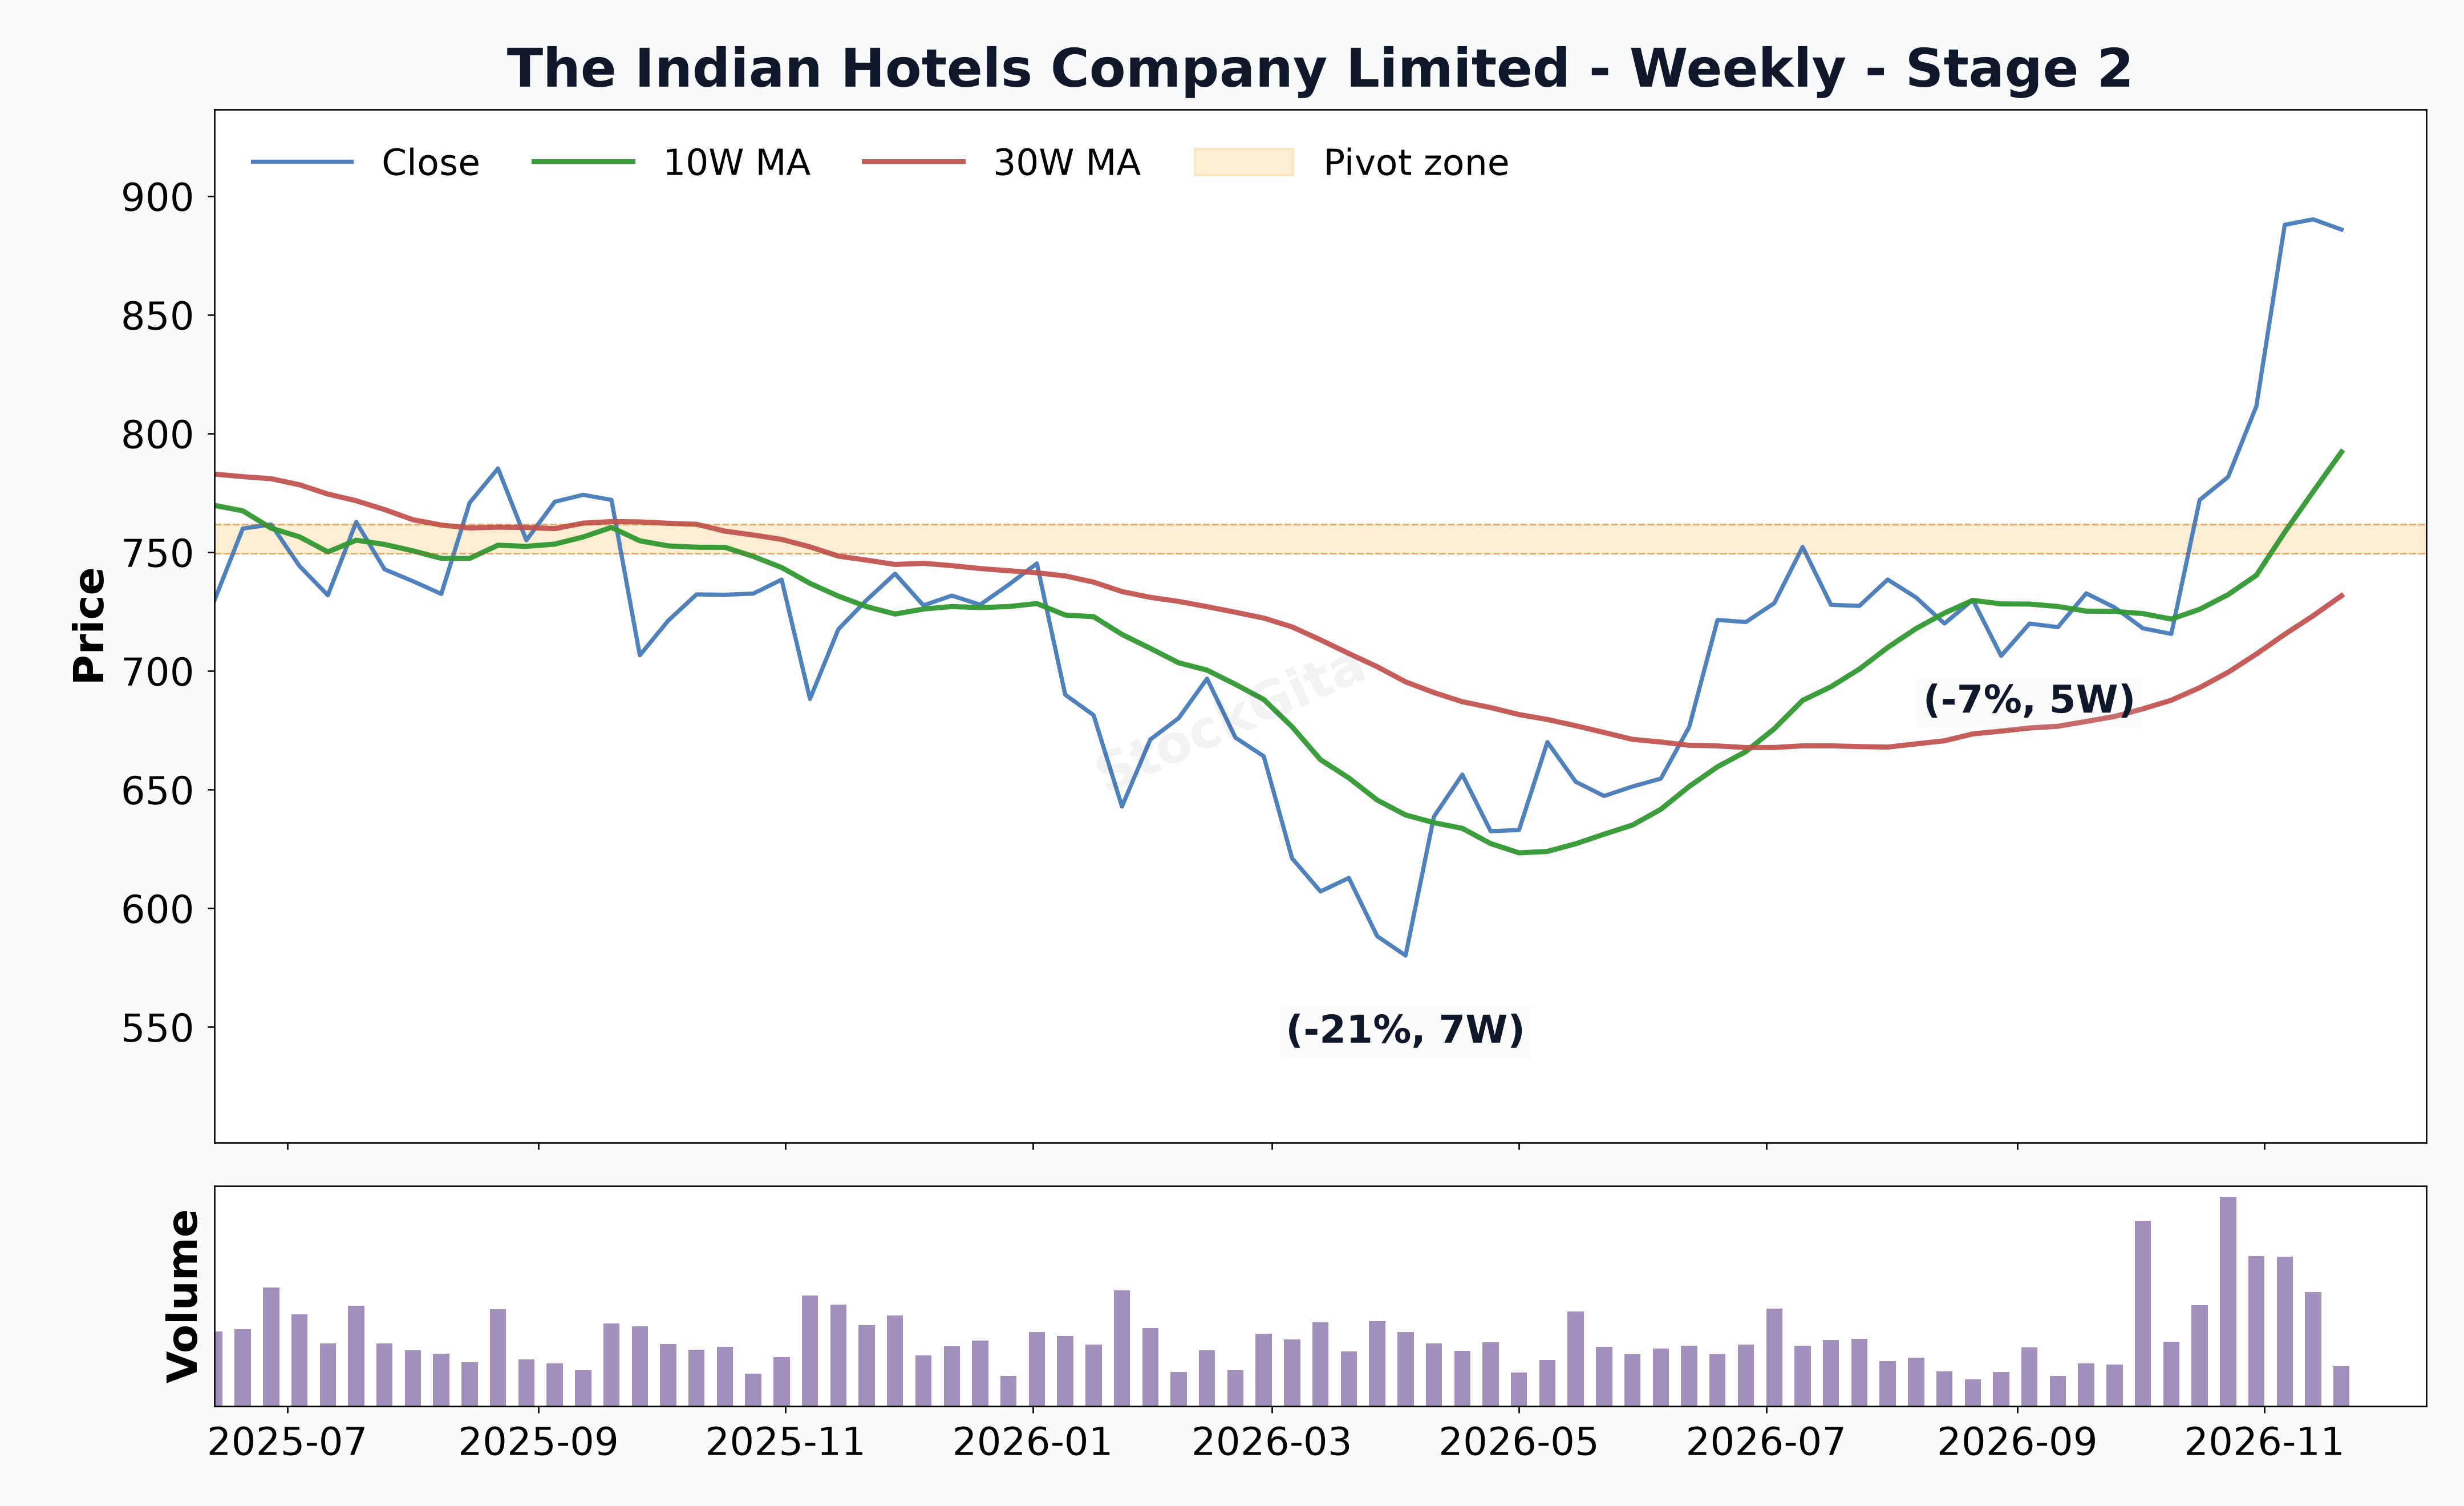 The Indian Hotels Company Limited - Weekly - Stage 2
Close 10W MA 30W MA Pivot zone
Price
900
850
800
750
700
650
600
550
StockGita
(-7%, 5W)
(-21%, 7W)
Volume
2025-07 2025-09 2025-11 2026-01 2026-03 2026-05 2026-07 2026-09 2026-11